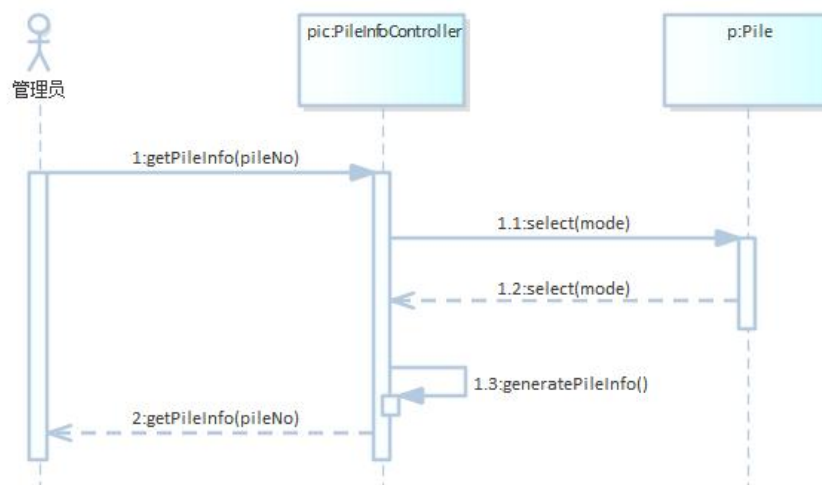 pic:PileInfoController
p:Pile
管理员
1:getPileInfo(pileNo)
1.1:select(mode)
1.2:select(mode)
1.3:generatePileInfo()
2:getPileInfo(pileNo)